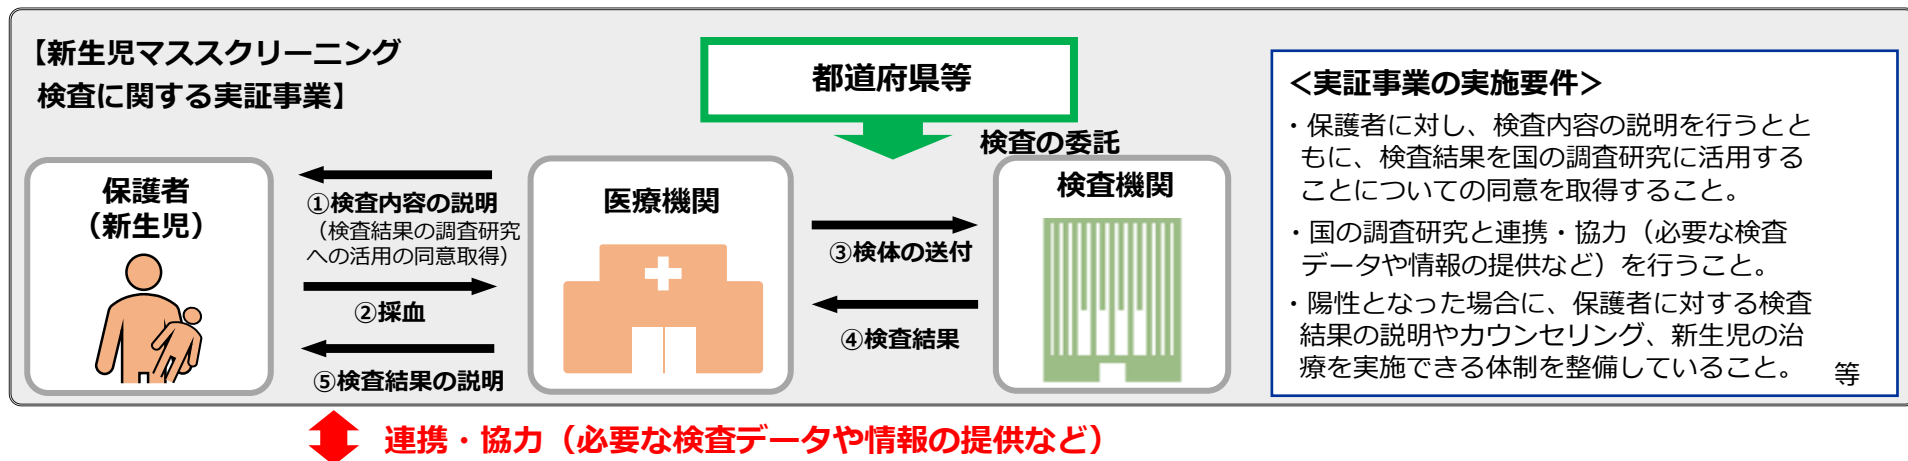 【新生児マススクリーニング
検査に関する実証事業】
都道府県等
検査の委託
保護者
（新生児）
①検査内容の説明
（検査結果の調査研究
への活用の同意取得）
②採血
⑤検査結果の説明
医療機関
③検体の送付
④検査結果
検査機関
＜実証事業の実施要件＞
・保護者に対し、検査内容の説明を行うとと
もに、検査結果を国の調査研究に活用する
ことについての同意を取得すること。
・国の調査研究と連携・協力（必要な検査
データや情報の提供など）を行うこと。
・陽性となった場合に、保護者に対する検査
結果の説明やカウンセリング、新生児の治
療を実施できる体制を整備していること。
等
連携・協力（必要な検査データや情報の提供など）